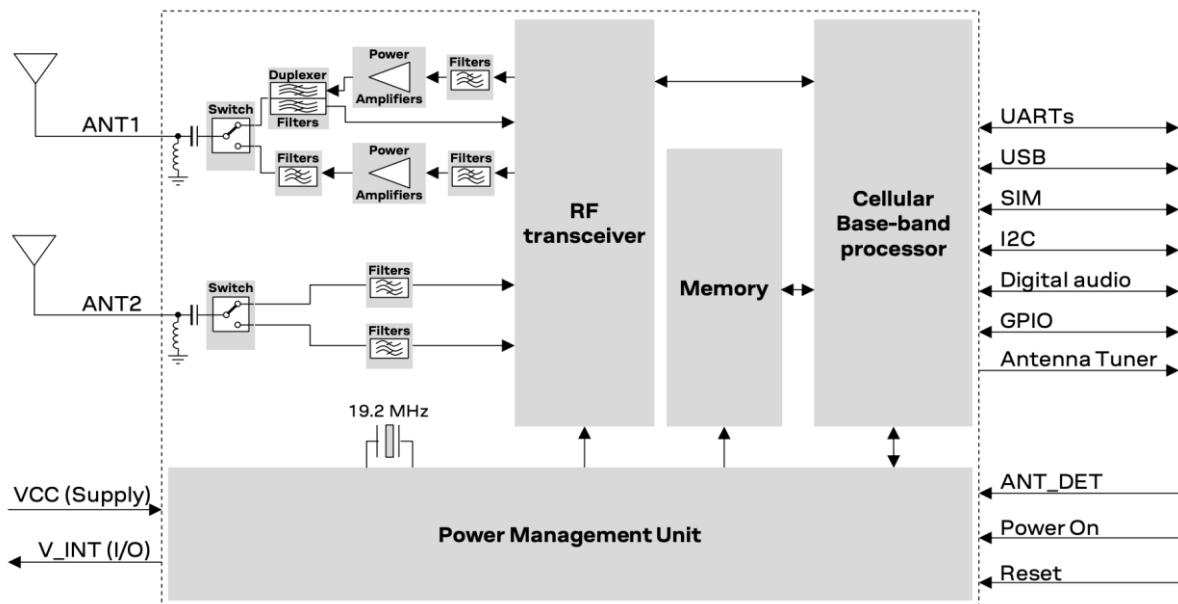 Power
Amplifiers
Filters
Duplexer
Filters
Switch
ANT1
Filters
Power
Amplifiers
Filters
RF
transceiver
Memory
Cellular
Base-band
processor
UARTs
USB
SIM
I2C
Digital audio
GPIO
Antenna Tuner
ANT2
Switch
Filters
Filters
19.2 MHz
VCC (Supply)
V_INT (I/O)
Power Management Unit
ANT_DET
Power On
Reset